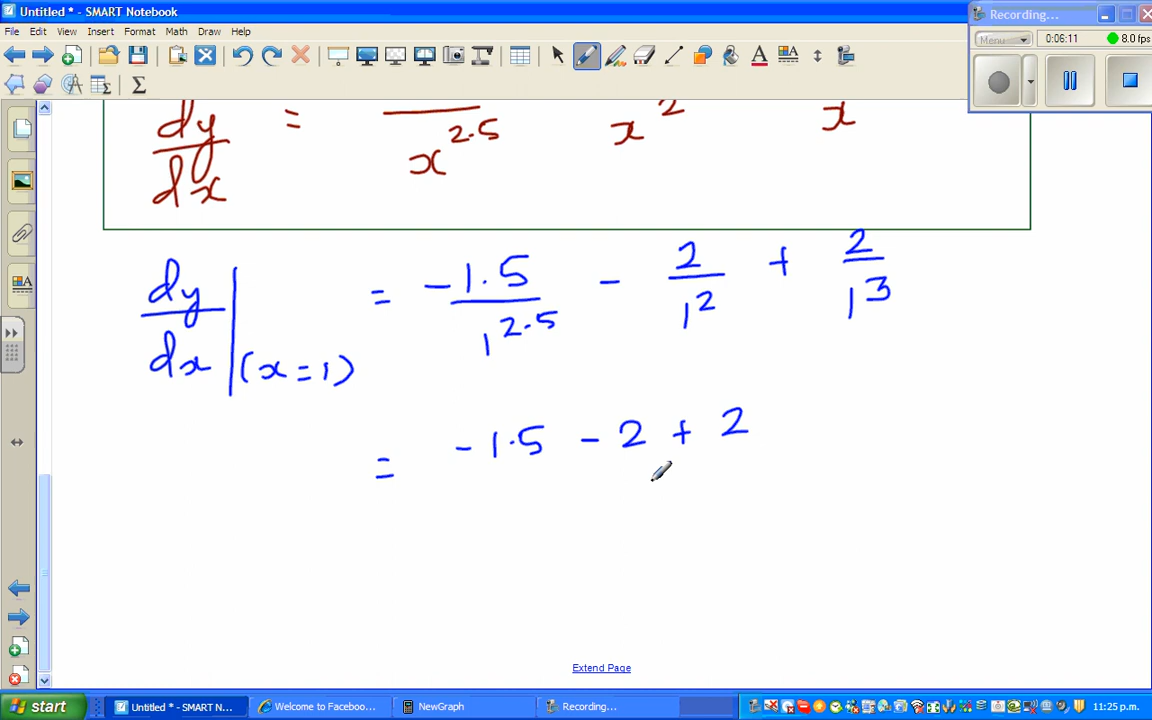 Untitled * - SMART Notebook
Recording...
File Edit View Insert Format Math Draw Help
Menu
0:06:11
8.0 fps
dy/dx = x^2.5 x^2 x
dy/dx |(x = 1) = -1.5/1^2.5 - 2/1^2 + 2/1^3
= -1.5 - 2 + 2
Extend Page
start
Untitled * - SMART N...
Welcome to Faceboo...
NewGraph
Recording...
11:25 p.m.